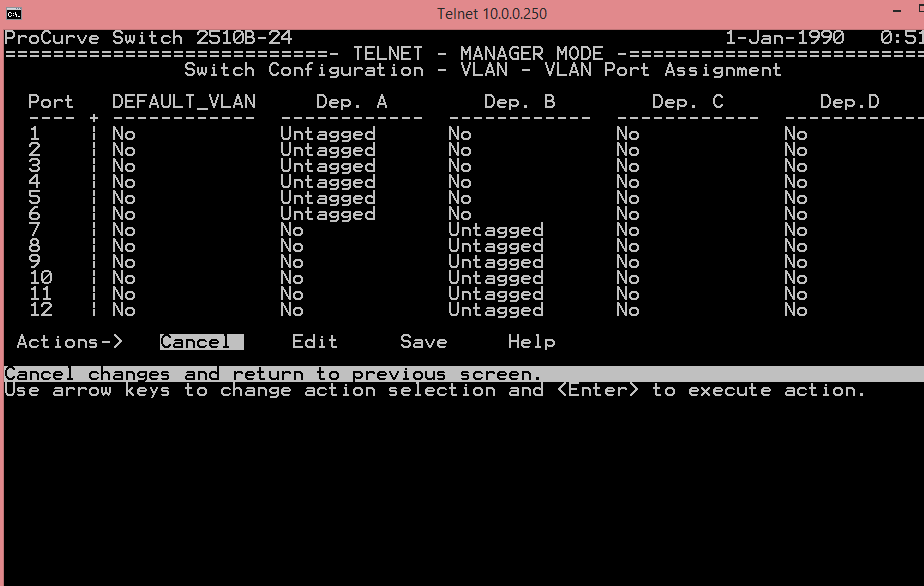 Telnet 10.0.0.250
ProCurve Switch 2510B-24 1-Jan-1990 0:51
===========================- TELNET - MANAGER MODE -=========================
Switch Configuration - VLAN - VLAN Port Assignment
Port DEFAULT_VLAN Dep. A Dep. B Dep. C Dep.D
---- + ------------ ------------ ------------ ------------ ------------
1 | No Untagged No No No
2 | No Untagged No No No
3 | No Untagged No No No
4 | No Untagged No No No
5 | No Untagged No No No
6 | No Untagged No No No
7 | No No Untagged No No
8 | No No Untagged No No
9 | No No Untagged No No
10 | No No Untagged No No
11 | No No Untagged No No
12 | No No Untagged No No
Actions-> Cancel Edit Save Help
Cancel changes and return to previous screen.
Use arrow keys to change action selection and <Enter> to execute action.